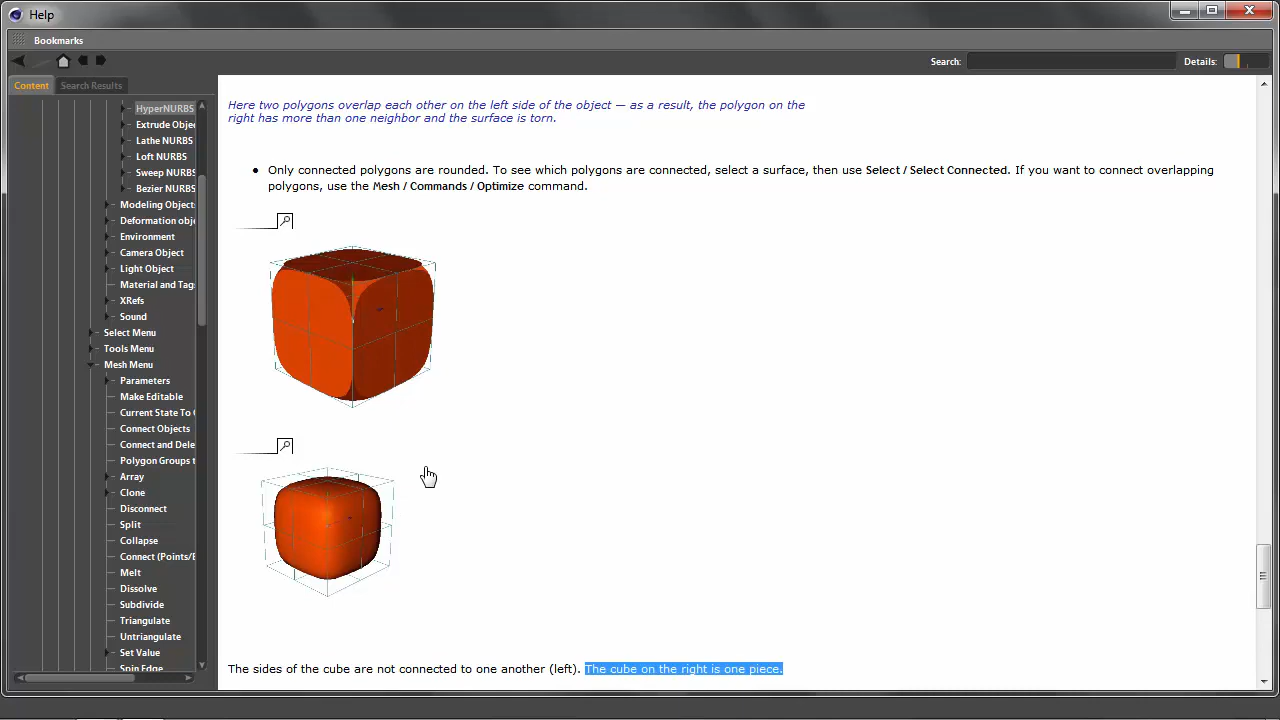 Help
Bookmarks
Search:
Details:
Content
Search Results
HyperNURBS
Extrude Objec
Lathe NURBS
Loft NURBS
Sweep NURBS
Bezier NURBS
Modeling Objects
Deformation obje
Environment
Camera Object
Light Object
Material and Tags
XRefs
Sound
Select Menu
Tools Menu
Mesh Menu
Parameters
Make Editable
Current State To O
Connect Objects
Connect and Dele
Polygon Groups t
Array
Clone
Disconnect
Split
Collapse
Connect (Points/E
Melt
Dissolve
Subdivide
Triangulate
Untriangulate
Set Value
Spin Edge
Here two polygons overlap each other on the left side of the object — as a result, the polygon on the
right has more than one neighbor and the surface is torn.
• Only connected polygons are rounded. To see which polygons are connected, select a surface, then use Select / Select Connected. If you want to connect overlapping
polygons, use the Mesh / Commands / Optimize command.
The sides of the cube are not connected to one another (left). The cube on the right is one piece.